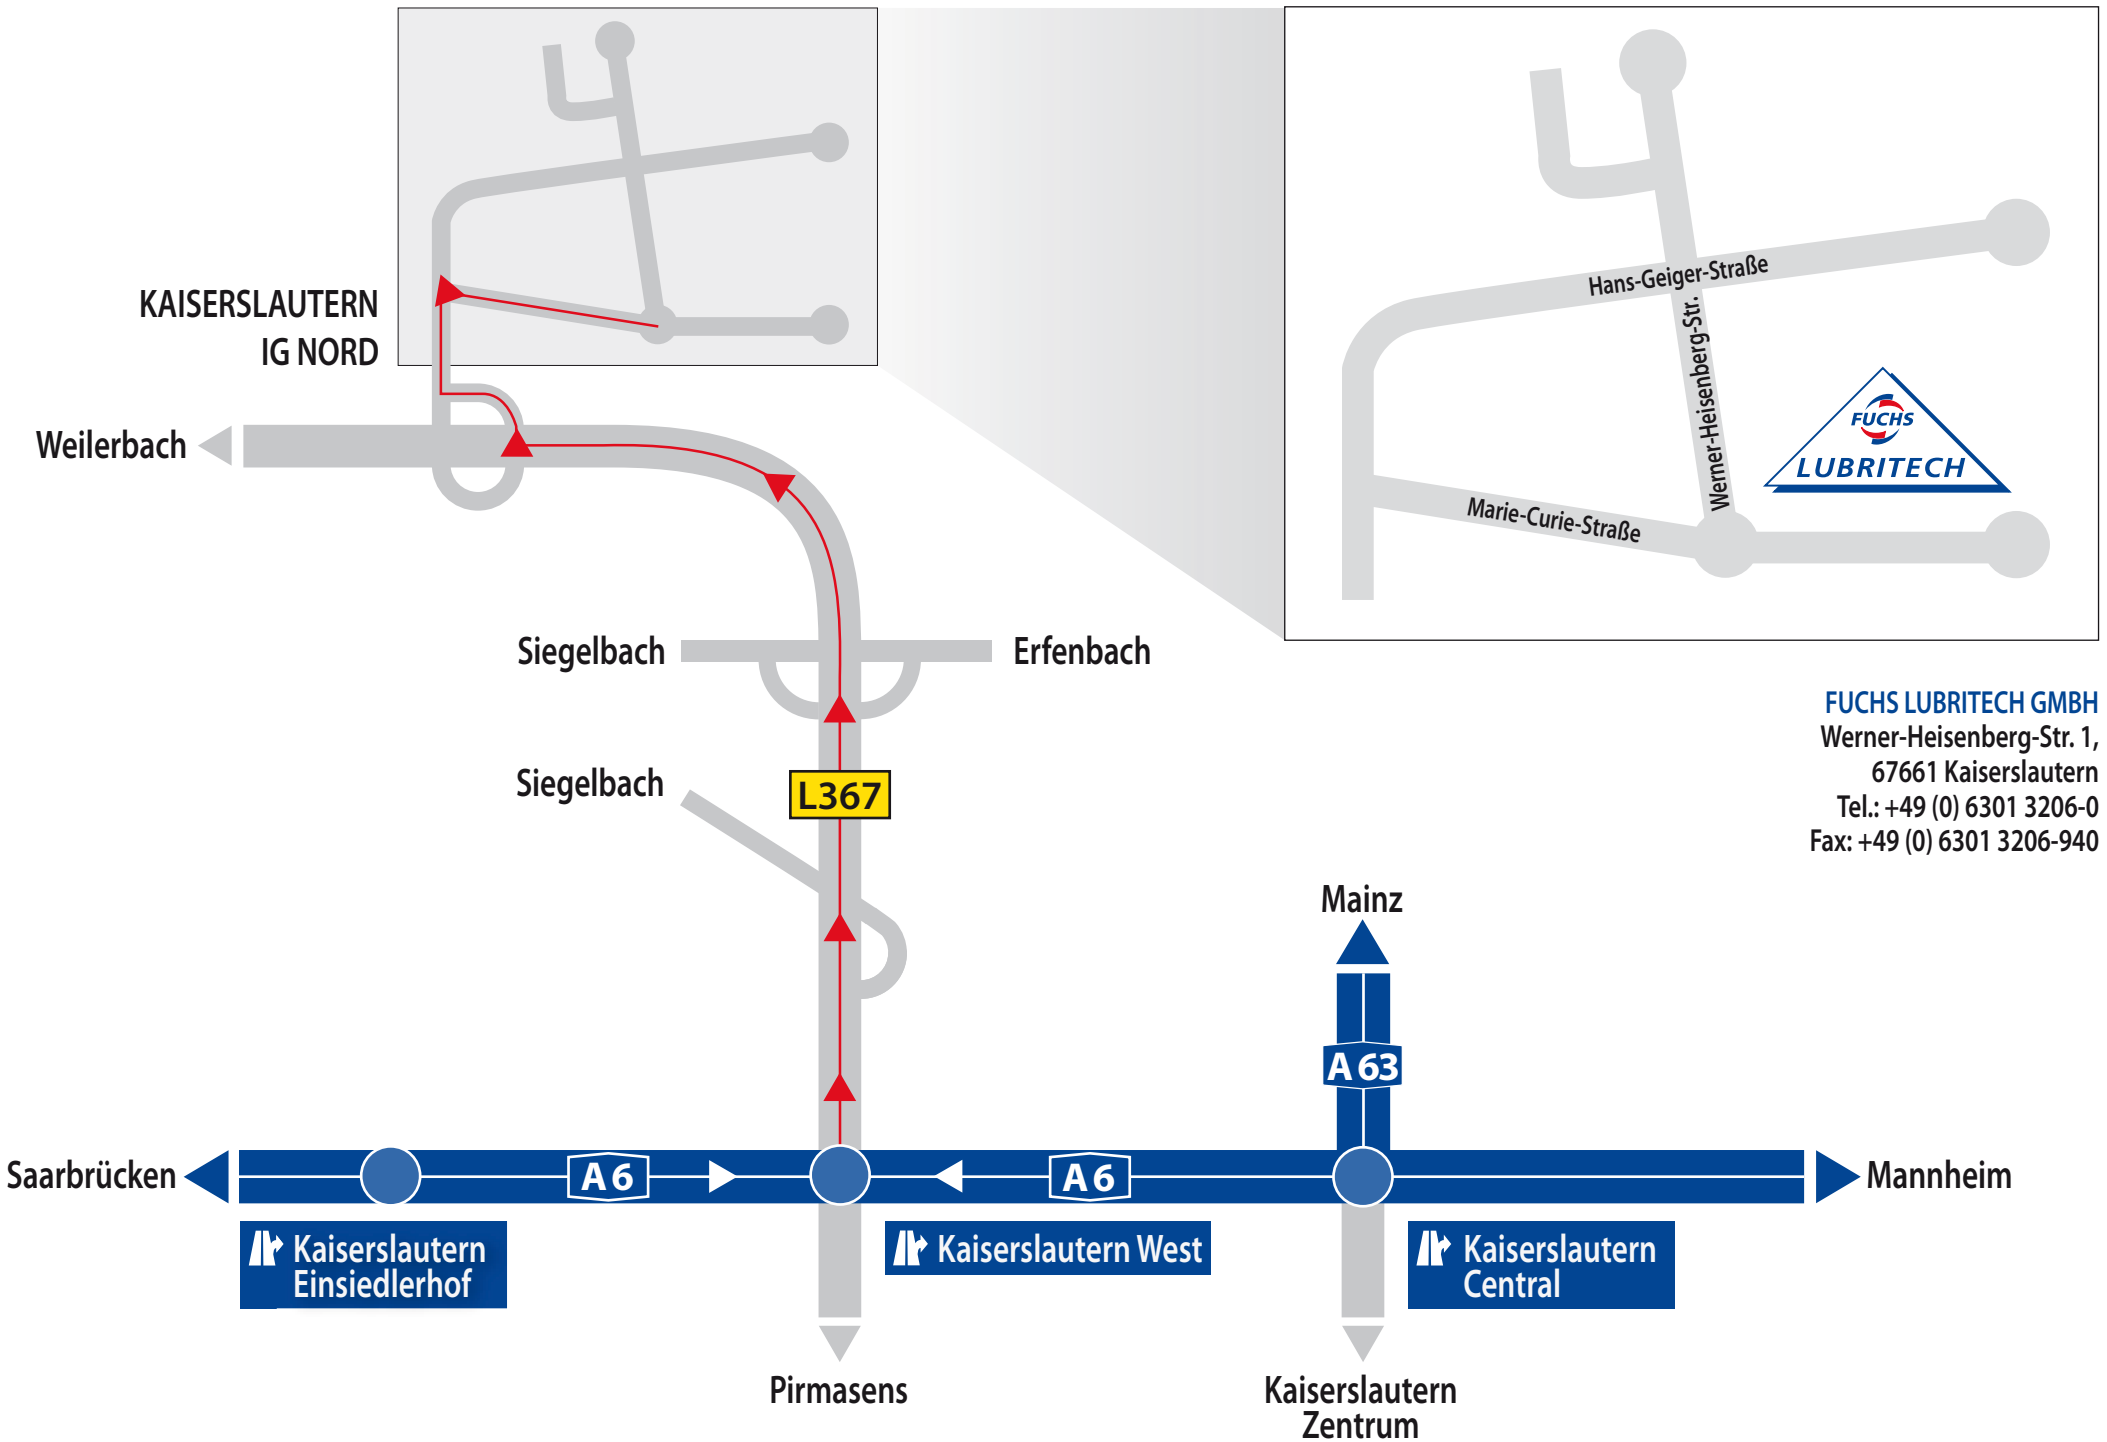 KAISERSLAUTERN
IG NORD
Weilerbach
Hans-Geiger-Straße
Werner-Heisenberg-Str.
Marie-Curie-Straße
FUCHS
LUBRITECH
Siegelbach
Erfenbach
FUCHS LUBRITECH GMBH
Werner-Heisenberg-Str. 1,
67661 Kaiserslautern
Tel.: +49 (0) 6301 3206-0
Fax: +49 (0) 6301 3206-940
Siegelbach
L367
Mainz
A 63
Saarbrücken
A 6
A 6
Mannheim
Kaiserslautern
Einsiedlerhof
Kaiserslautern West
Kaiserslautern
Central
Pirmasens
Kaiserslautern
Zentrum